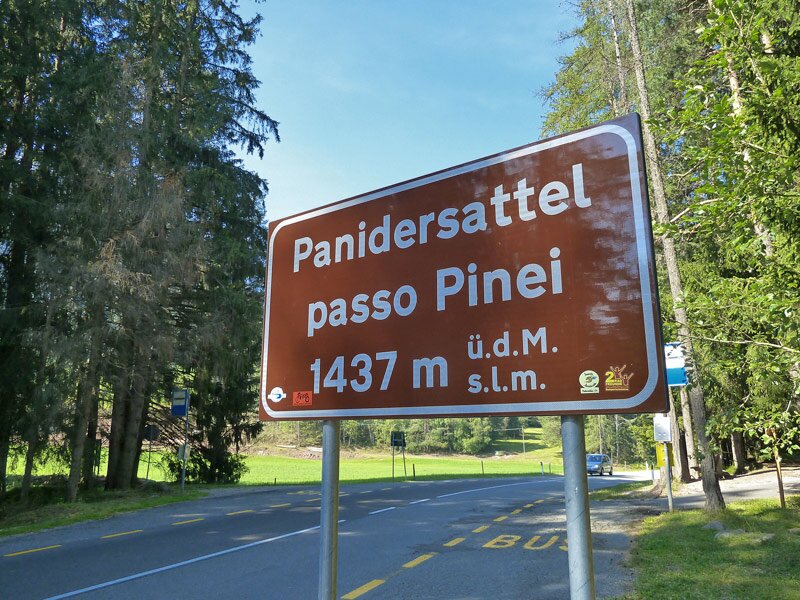 Panidersattel
passo Pinei
1437 m ü.d.M.
s.l.m.
BUS